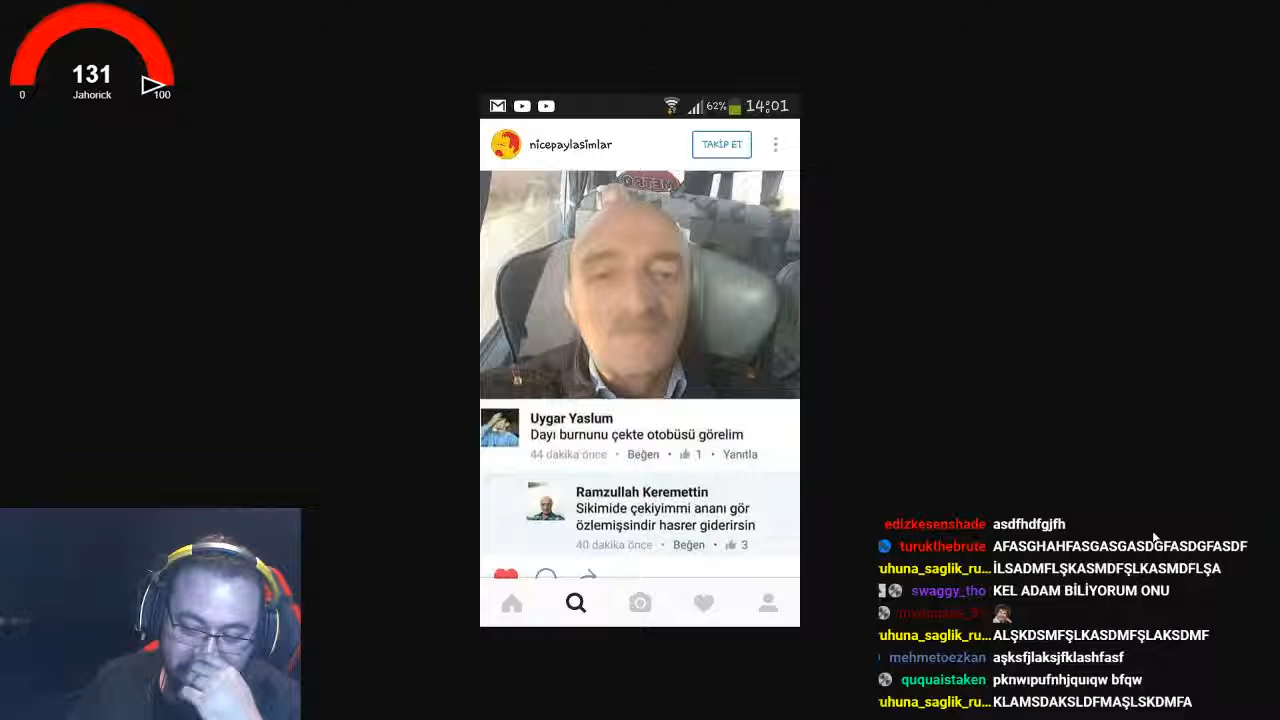 131
Jahorick
0
100
62%
14:01
nicepaylasimlar
TAKİP ET
METRO
Uygar Yaslum
Dayı burnunu çekte otobüsü görelim
44 dakika önce • Beğen • 1 • Yanıtla
Ramzullah Keremettin
Sikimide çekiyimmi ananı gör
özlemişsindir hasrer giderirsin
40 dakika önce • Beğen • 3
edizkesenshade asdfhdfgjfh
turukthebrute AFASGHAHFASGASGASDGFASDGFASDF
uhuna_saglik_ru... İLSADMFLŞKASMDFŞLKASMDFLŞA
swaggy_tho KEL ADAM BİLİYORUM ONU
uhuna_saglik_ru... ALŞKDSMFŞLKASDMFŞLAKSDMF
mehmetoezkan aşksfjlaksjfklashfasf
ququaistaken pknwıpufnhjquıqw bfqw
uhuna_saglik_ru... KLAMSDAKSLDFMAŞLSKDMFA